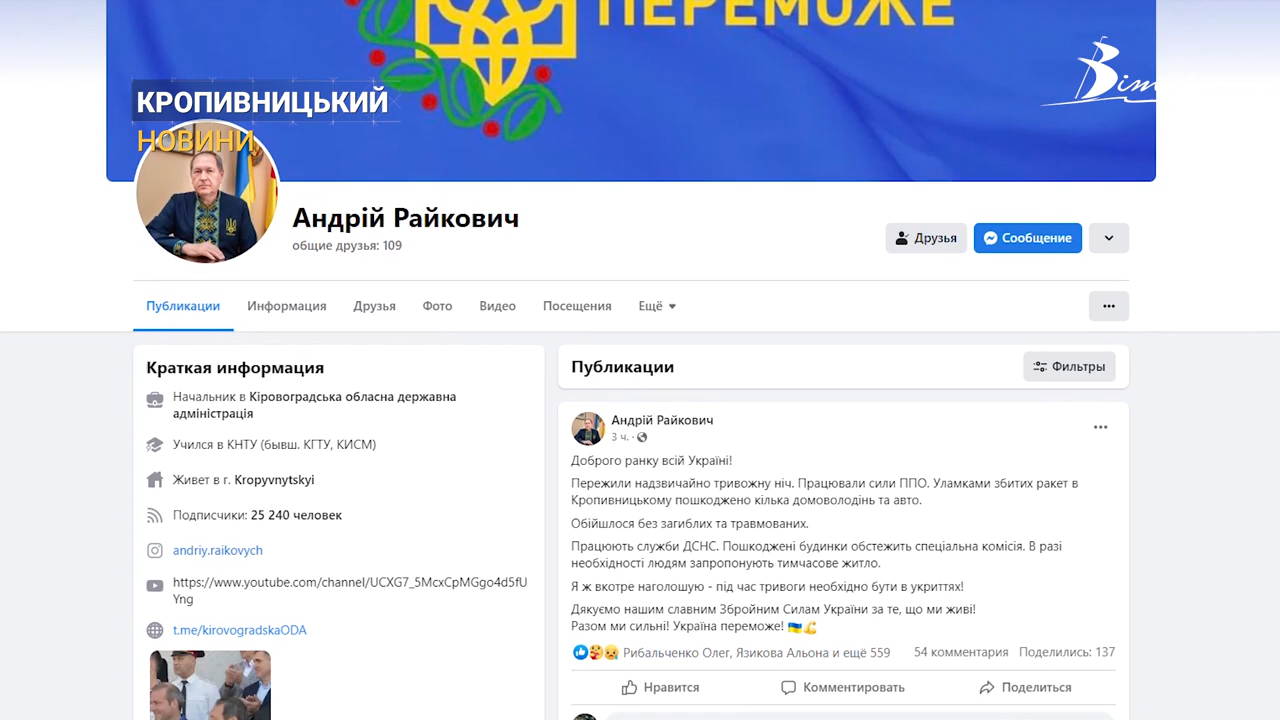 ПЕРЕМОЖЕ
Віт
КРОПИВНИЦЬКИЙ
НОВИНИ
Андрій Райкович
общие друзья: 109
Друзья
Сообщение
Публикации
Информация
Друзья
Фото
Видео
Посещения
Ещё
Краткая информация
Начальник в Кіровоградська обласна державна
адміністрація
Учился в КНТУ (бывш. КГТУ, КИСМ)
Живет в г. Kropyvnytskyi
Подписчики: 25 240 человек
andriy.raikovych
https://www.youtube.com/channel/UCXG7_5McxCpMGgo4d5fU
Yng
t.me/kirovogradskaODA
Публикации
Фильтры
Андрій Райкович
3 ч. ·
Доброго ранку всій Україні!
Пережили надзвичайно тривожну ніч. Працювали сили ППО. Уламками збитих ракет в
Кропивницькому пошкоджено кілька домоволодінь та авто.
Обійшлося без загиблих та травмованих.
Працюють служби ДСНС. Пошкоджені будинки обстежить спеціальна комісія. В разі
необхідності людям запропонують тимчасове житло.
Я ж вкотре наголошую - під час тривоги необхідно бути в укриттях!
Дякуємо нашим славним Збройним Силам України за те, що ми живі!
Разом ми сильні! Україна переможе! 🇺🇦💪
Рибальченко Олег, Язикова Альона и ещё 559
54 комментария
Поделились: 137
Нравится
Комментировать
Поделиться